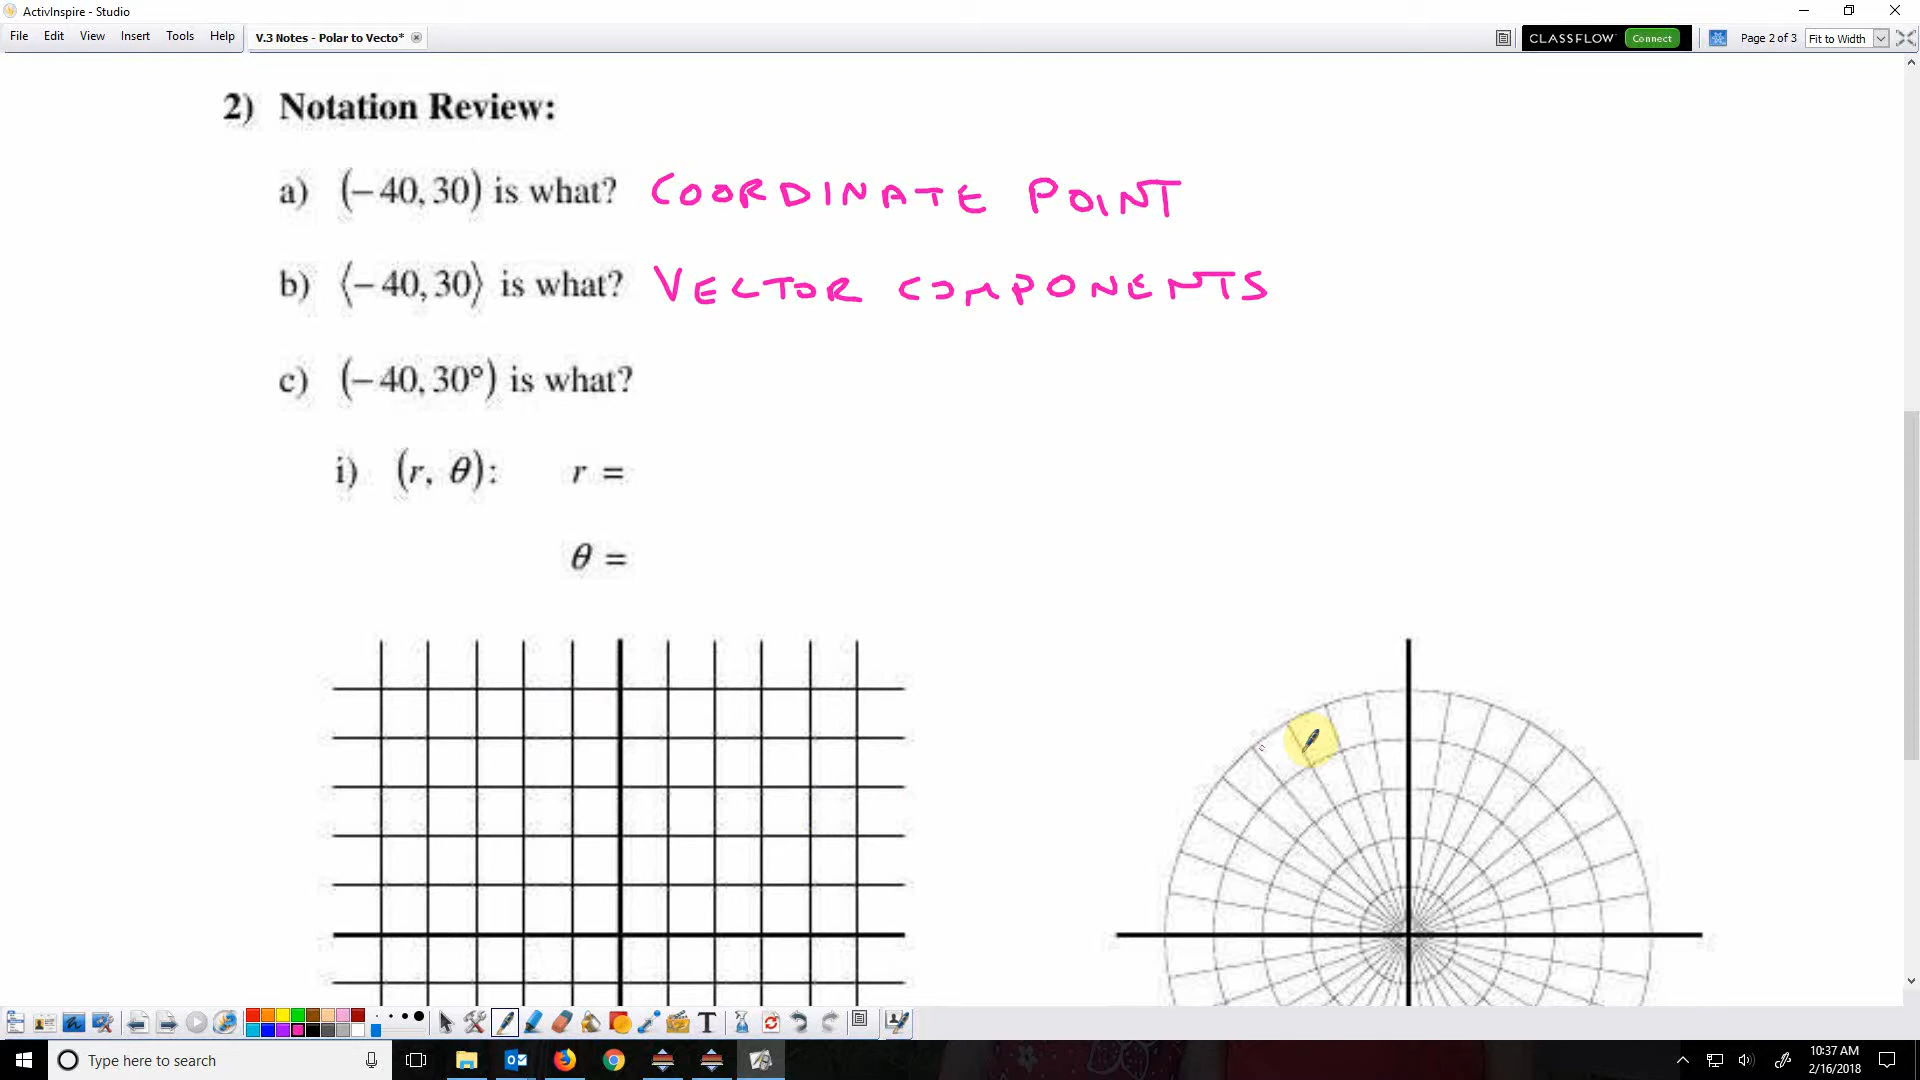 ActivInspire - Studio
File Edit View Insert Tools Help V.3 Notes - Polar to Vecto* CLASSFLOW Connect Page 2 of 3 Fit to Width
2) Notation Review:
a) (−40, 30) is what? COORDINATE POINT
b) ⟨−40, 30⟩ is what? VECTOR COMPONENTS
c) (−40, 30°) is what?
i) (r, θ): r =
θ =
T
Type here to search
10:37 AM
2/16/2018